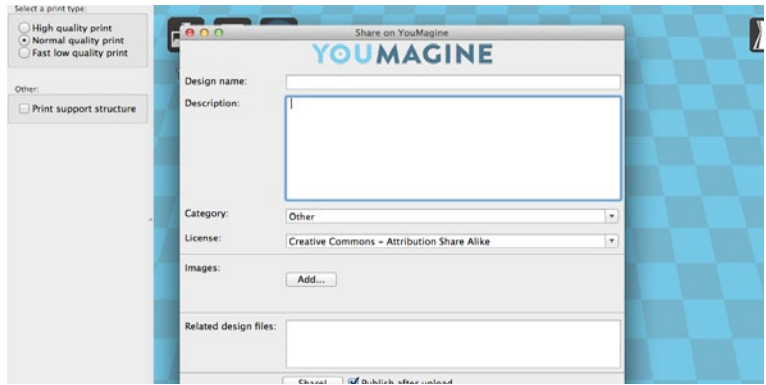 Select a print type:
High quality print
Normal quality print
Fast low quality print
Other:
Print support structure
Share on YouMagine
YOUMAGINE
Design name:
Description:
Category:
Other
License:
Creative Commons - Attribution Share Alike
Images:
Add...
Related design files:
Share!
Publish after upload